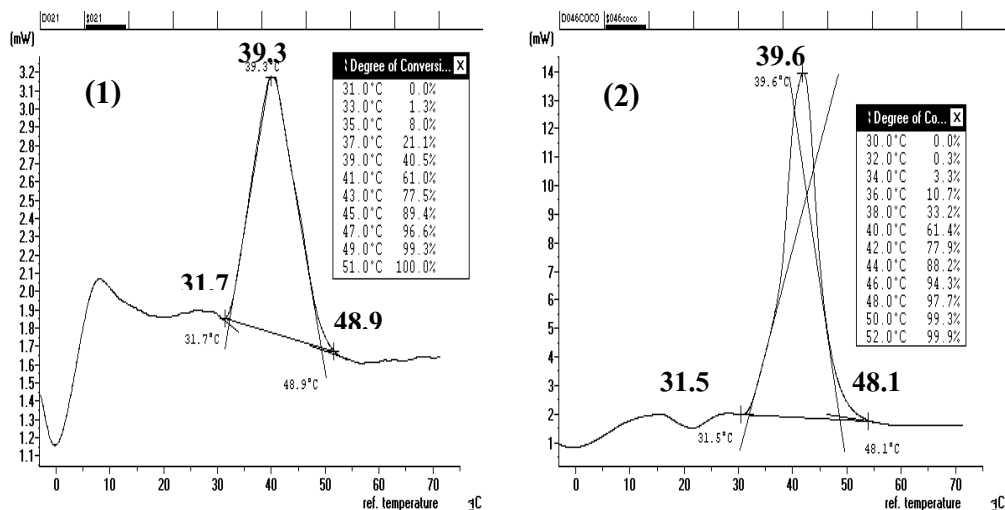 D021
$021
(mW)
(1)
39.3
39.3°C
Degree of Conversi... X
31.0°C 0.0%
33.0°C 1.3%
35.0°C 8.0%
37.0°C 21.1%
39.0°C 40.5%
41.0°C 61.0%
43.0°C 77.5%
45.0°C 89.4%
47.0°C 96.6%
49.0°C 99.3%
51.0°C 100.0%
3.2
3.1
3.0
2.9
2.8
2.7
2.6
2.5
2.4
2.3
2.2
2.1
2.0
1.9
1.8
1.7
1.6
1.5
1.4
1.3
1.2
1.1
31.7
31.7°C
48.9
48.9°C
0 10 20 30 40 50 60 70
ref. temperature °C
D046COCO
$046coco
(mW)
(2)
39.6
39.6°C
Degree of Co... X
30.0°C 0.0%
32.0°C 0.3%
34.0°C 3.3%
36.0°C 10.7%
38.0°C 33.2%
40.0°C 61.4%
42.0°C 77.9%
44.0°C 88.2%
46.0°C 94.3%
48.0°C 97.7%
50.0°C 99.3%
52.0°C 99.9%
14
13
12
11
10
9
8
7
6
5
4
3
2
1
31.5
31.5°C
48.1
48.1°C
0 10 20 30 40 50 60 70
ref. temperature °C